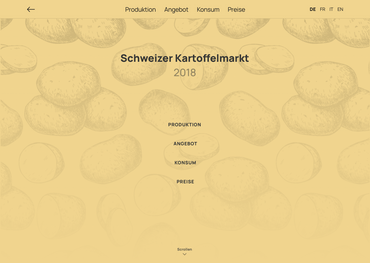 Produktion Angebot Konsum Preise
DE FR IT EN
Schweizer Kartoffelmarkt
2018
PRODUKTION
ANGEBOT
KONSUM
PREISE
Scrollen